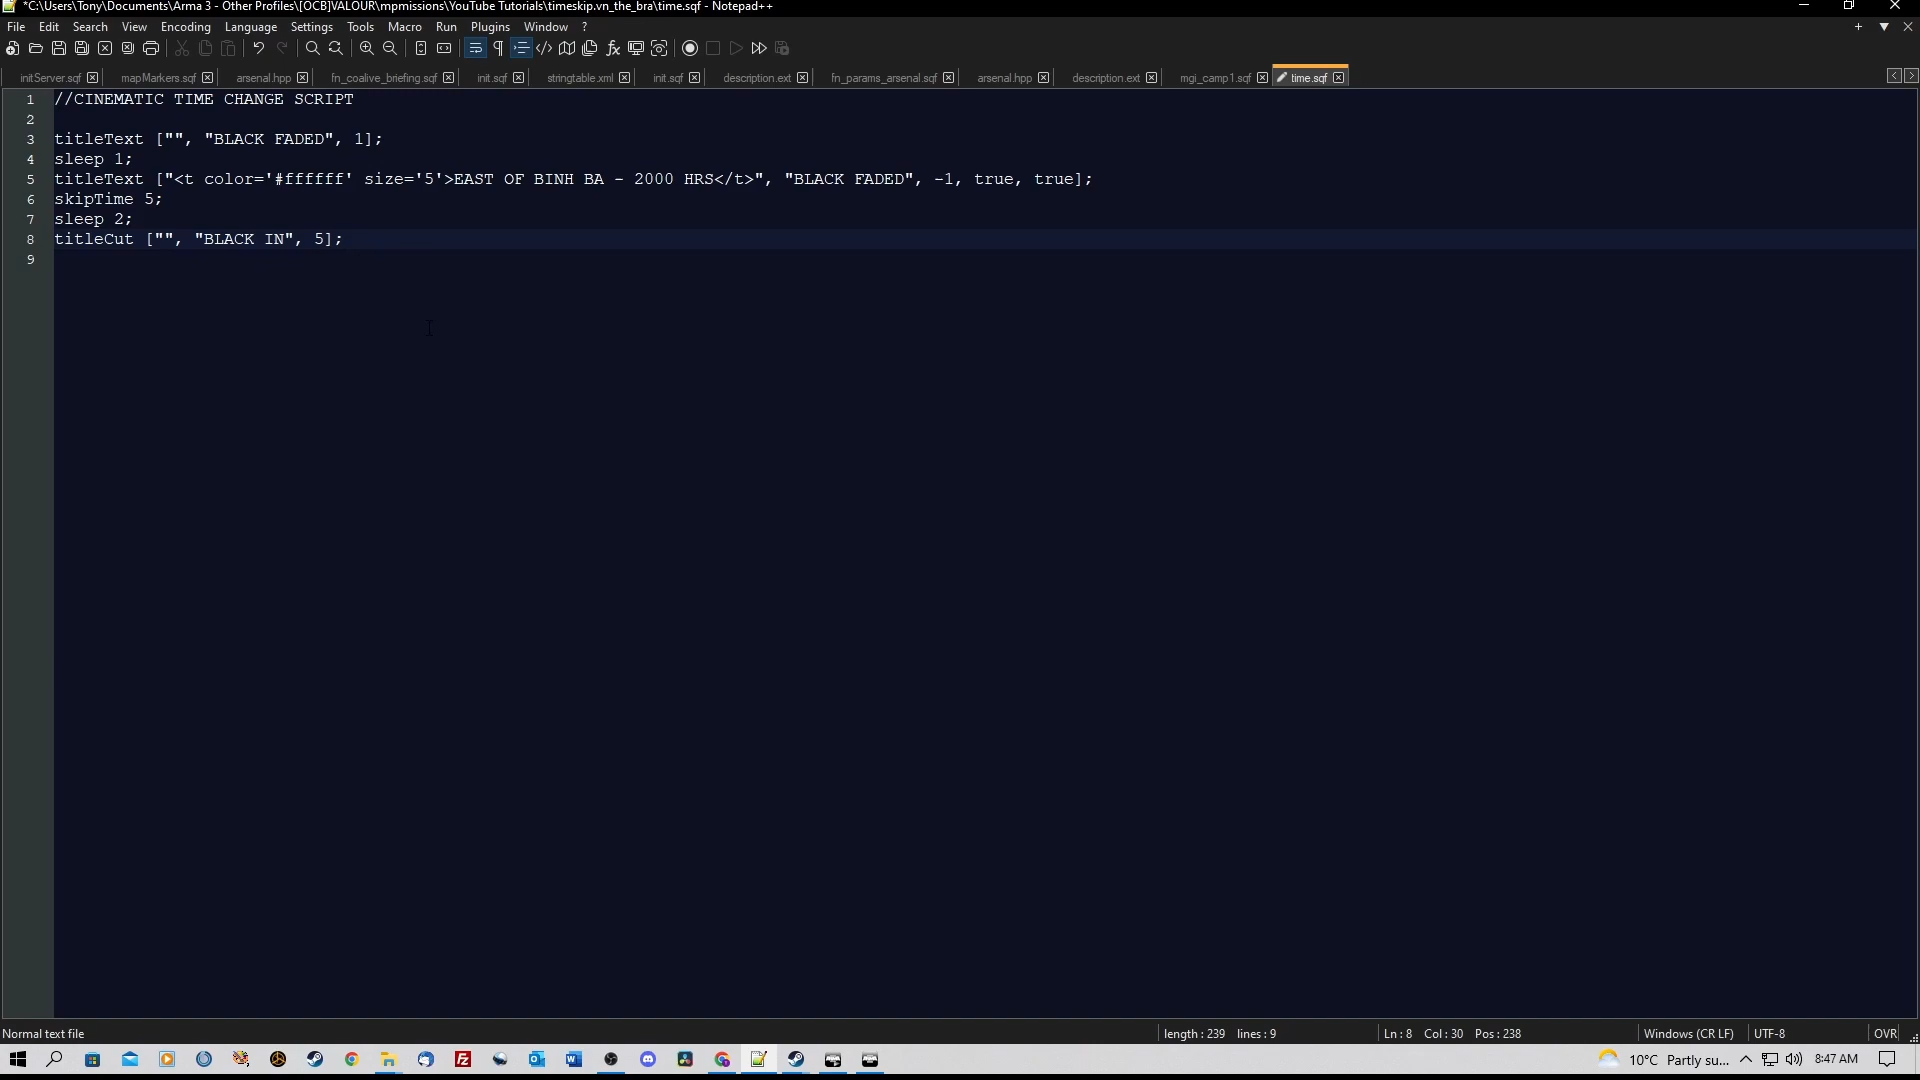 *C:\Users\Tony\Documents\Arma 3 - Other Profiles\[OCB]VALOUR\mpmissions\YouTube Tutorials\timeskip.vn_the_bra\time.sqf - Notepad++
File Edit Search View Encoding Language Settings Tools Macro Run Plugins Window ?
initServer.sqf mapMarkers.sqf arsenal.hpp fn_coalive_briefing.sqf init.sqf stringtable.xml init.sqf description.ext fn_params_arsenal.sqf arsenal.hpp description.ext mgi_camp1.sqf time.sqf
1 //CINEMATIC TIME CHANGE SCRIPT
2
3 titleText ["", "BLACK FADED", 1];
4 sleep 1;
5 titleText ["<t color='#ffffff' size='5'>EAST OF BINH BA - 2000 HRS</t>", "BLACK FADED", -1, true, true];
6 skipTime 5;
7 sleep 2;
8 titleCut ["", "BLACK IN", 5];
9
Normal text file length : 239 lines : 9 Ln : 8 Col : 30 Pos : 238 Windows (CR LF) UTF-8 OVR
10°C Partly su... 8:47 AM